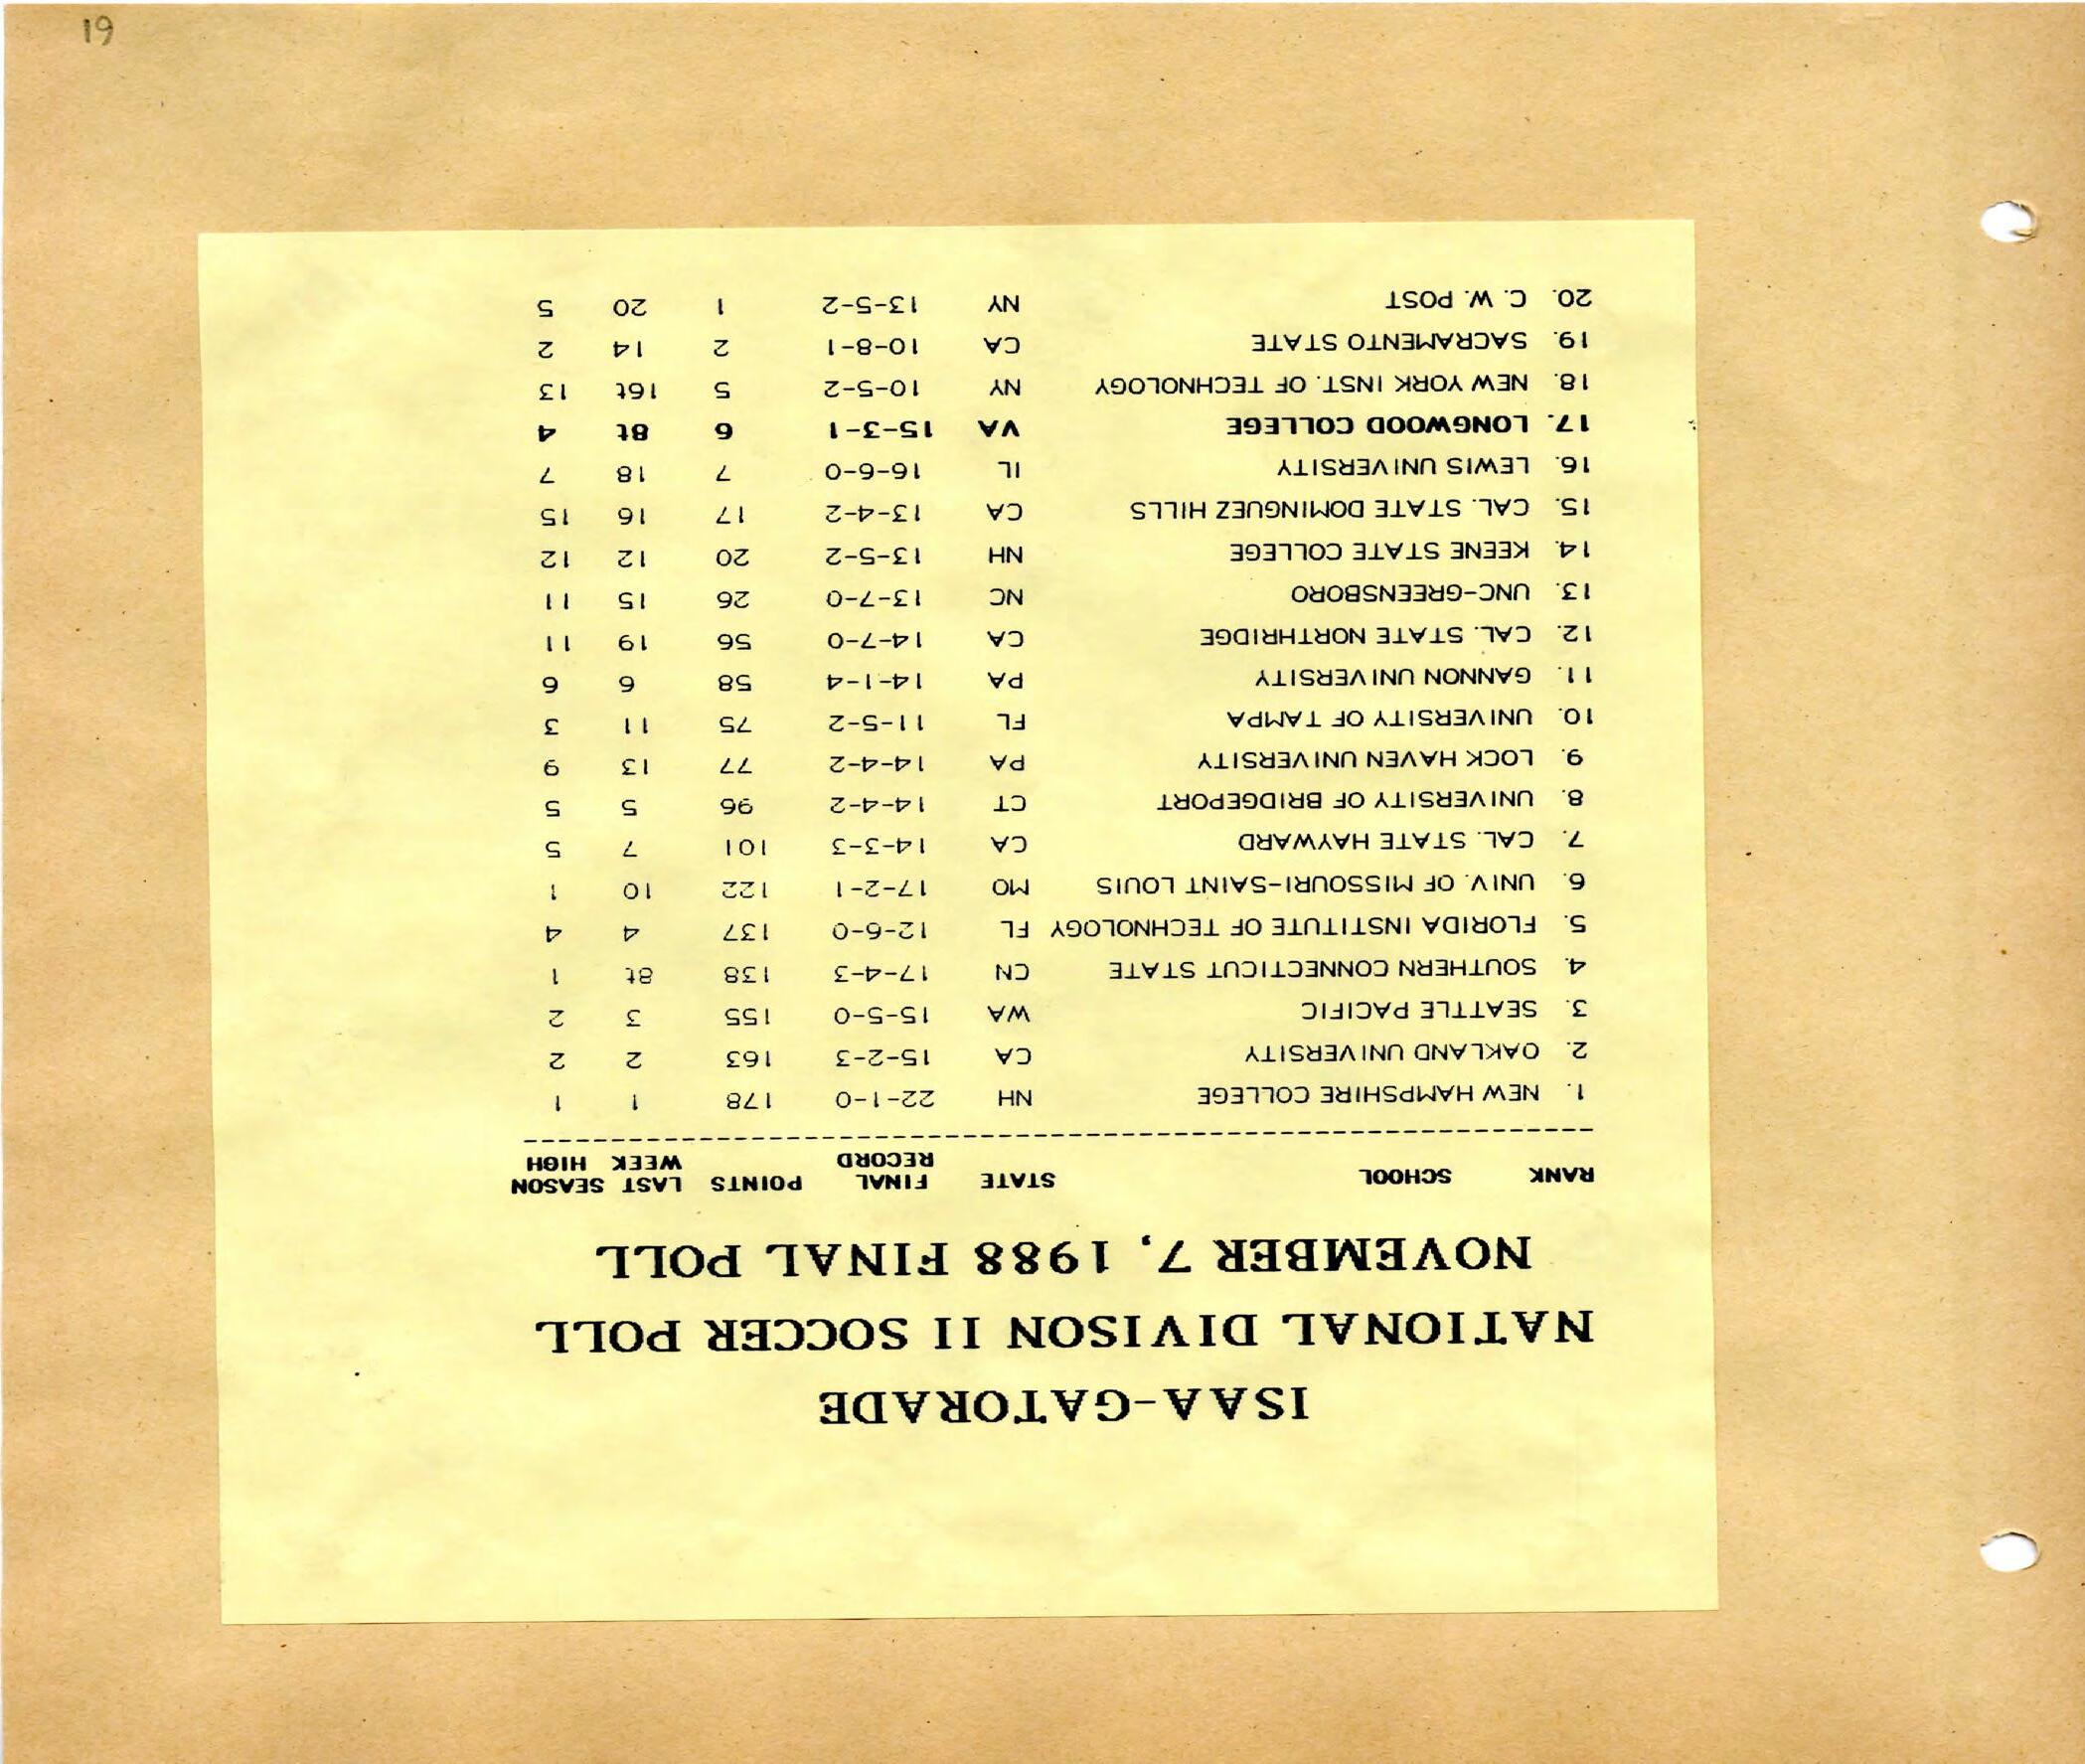 19
ISAA-GATORADE
NATIONAL DIVISON II SOCCER POLL
NOVEMBER 7, 1988 FINAL POLL
RANK SCHOOL STATE FINAL RECORD POINTS LAST WEEK SEASON HIGH
1. NEW HAMPSHIRE COLLEGE NH 22-1-0 178 1 1
2. OAKLAND UNIVERSITY CA 15-2-3 163 2 2
3. SEATTLE PACIFIC WA 15-5-0 155 3 2
4. SOUTHERN CONNECTICUT STATE CN 17-4-3 138 8t 1
5. FLORIDA INSTITUTE OF TECHNOLOGY FL 12-6-0 137 4 4
6. UNIV. OF MISSOURI-SAINT LOUIS MO 17-2-1 122 10 1
7. CAL. STATE HAYWARD CA 14-3-3 101 7 5
8. UNIVERSITY OF BRIDGEPORT CT 14-4-2 96 5 5
9. LOCK HAVEN UNIVERSITY PA 14-4-2 77 13 9
10. UNIVERSITY OF TAMPA FL 11-5-2 75 11 3
11. GANNON UNIVERSITY PA 14-1-4 58 6 6
12. CAL. STATE NORTHRIDGE CA 14-7-0 56 19 11
13. UNC-GREENSBORO NC 13-7-0 26 15 11
14. KEENE STATE COLLEGE NH 13-5-2 20 12 12
15. CAL. STATE DOMINGUEZ HILLS CA 13-4-2 17 16 15
16. LEWIS UNIVERSITY IL 16-6-0 7 18 7
17. LONGWOOD COLLEGE VA 15-3-1 6 8t 4
18. NEW YORK INST. OF TECHNOLOGY NY 10-5-2 5 16t 13
19. SACRAMENTO STATE CA 10-8-1 2 14 2
20. C. W. POST NY 13-5-2 1 20 5